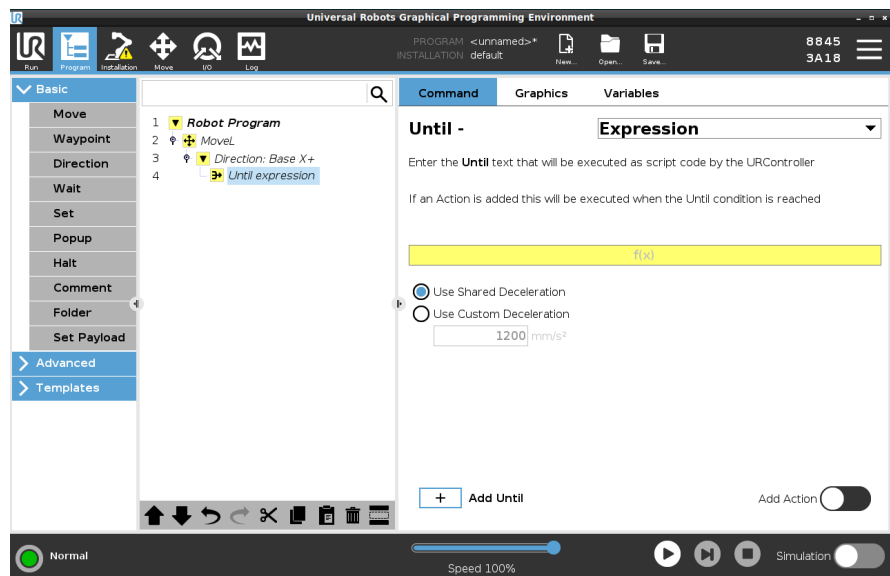 Universal Robots Graphical Programming Environment
UR
Run
Program
Installation
Move
I/O
Log
PROGRAM <unnamed>*
INSTALLATION default
New...
Open...
Save...
8845
3A18
Basic
Move
Waypoint
Direction
Wait
Set
Popup
Halt
Comment
Folder
Set Payload
Advanced
Templates
1 Robot Program
2 MoveL
3 Direction: Base X+
4 Until expression
Command Graphics Variables
Until - Expression
Enter the Until text that will be executed as script code by the URController
If an Action is added this will be executed when the Until condition is reached
f(x)
Use Shared Deceleration
Use Custom Deceleration
1200 mm/s²
+ Add Until
Add Action
Normal
Speed 100%
Simulation